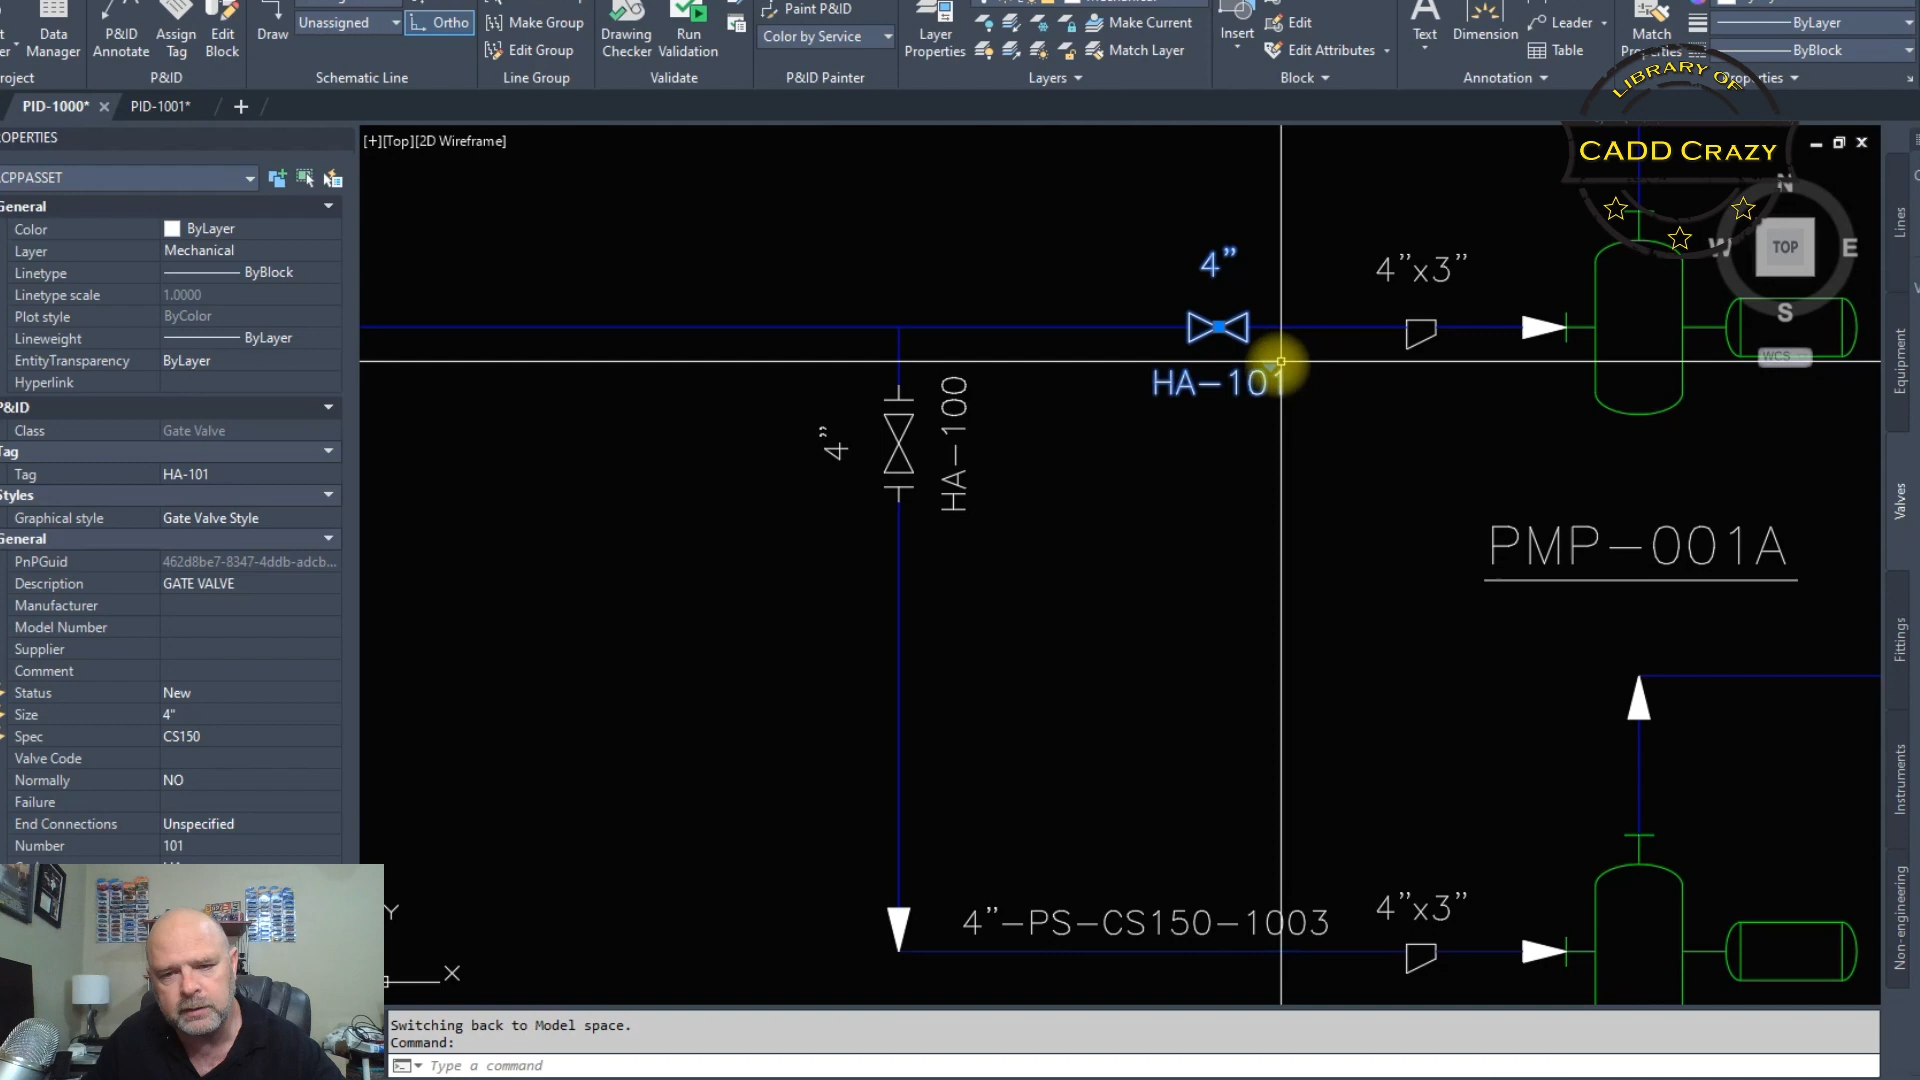 Data Manager
P&ID Annotate
Assign Tag
Edit Block
P&ID
Draw
Unassigned
Ortho
Schematic Line
Make Group
Edit Group
Line Group
Drawing Checker
Run Validation
Validate
Paint P&ID
Color by Service
P&ID Painter
Layer Properties
Make Current
Match Layer
Layers
Insert
Edit
Edit Attributes
Block
Text
Dimension
Leader
Table
Annotation
Match Properties
ByLayer
ByBlock
Properties
LIBRARY OF
CADD CRAZY
PID-1000*
PID-1001*
OPERTIES
CPPASSET
General
Color ByLayer
Layer Mechanical
Linetype ByBlock
Linetype scale 1.0000
Plot style ByColor
Lineweight ByLayer
EntityTransparency ByLayer
Hyperlink
P&ID
Class Gate Valve
Tag
Tag HA-101
Styles
Graphical style Gate Valve Style
General
PnPGuid 462d8be7-8347-4ddb-adcb...
Description GATE VALVE
Manufacturer
Model Number
Supplier
Comment
Status New
Size 4"
Spec CS150
Valve Code
Normally NO
Failure
End Connections Unspecified
Number 101
[+][Top][2D Wireframe]
4"
HA-101
4"x3"
4"
HA-100
PMP-001A
4"-PS-CS150-1003
4"x3"
N
W
TOP
E
S
WCS
Lines
Equipment
Valves
Fittings
Instruments
Non-engineering
Y
X
Switching back to Model space.
Command:
Type a command